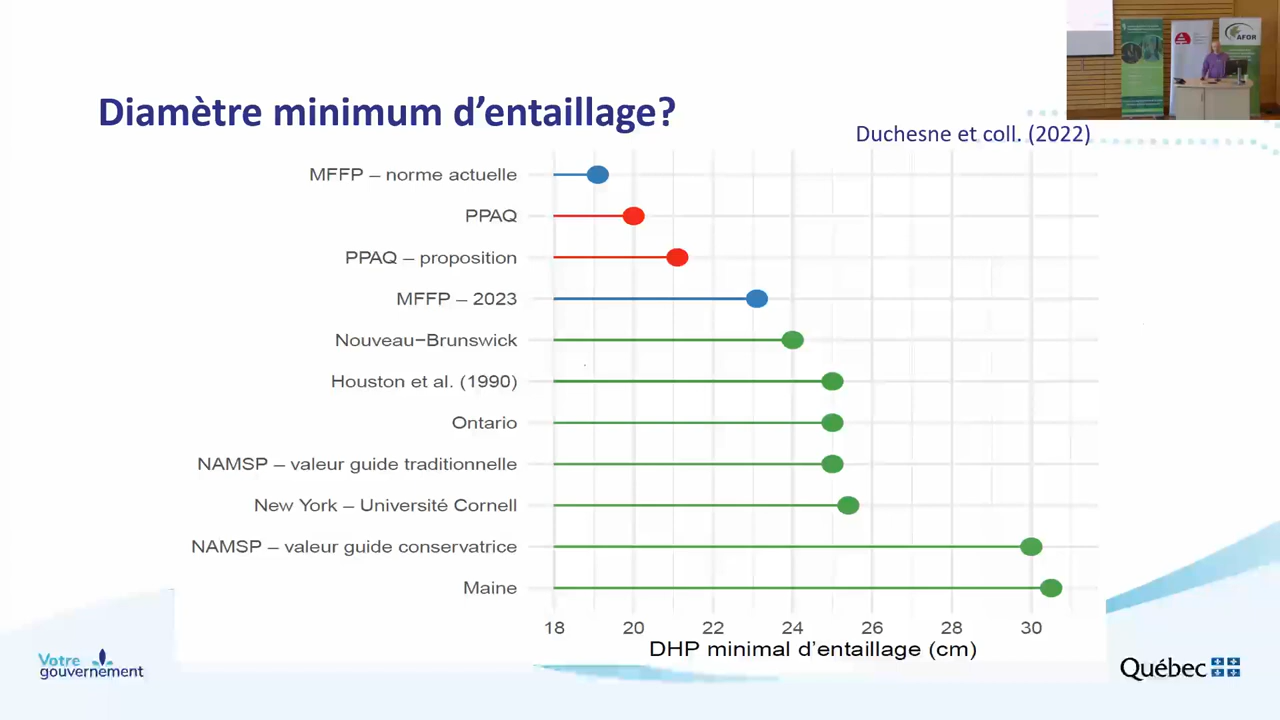 Diamètre minimum d’entaillage?
AFOR
Duchesne et coll. (2022)
MFFP – norme actuelle
PPAQ
PPAQ – proposition
MFFP – 2023
Nouveau−Brunswick
Houston et al. (1990)
Ontario
NAMSP – valeur guide traditionnelle
New York – Université Cornell
NAMSP – valeur guide conservatrice
Maine
18 20 22 24 26 28 30
DHP minimal d’entaillage (cm)
Votre
gouvernement
Québec